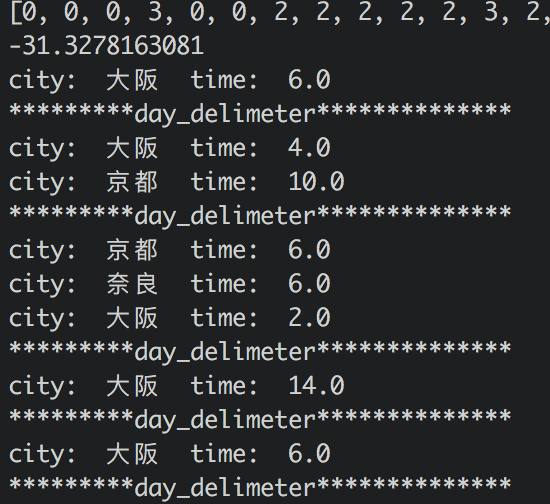 [0, 0, 0, 3, 0, 0, 2, 2, 2, 2, 2, 3, 2,
-31.3278163081
city:  大阪  time:  6.0
*********day_delimeter**************
city:  大阪  time:  4.0
city:  京都  time:  10.0
*********day_delimeter**************
city:  京都  time:  6.0
city:  奈良  time:  6.0
city:  大阪  time:  2.0
*********day_delimeter**************
city:  大阪  time:  14.0
*********day_delimeter**************
city:  大阪  time:  6.0
*********day_delimeter**************